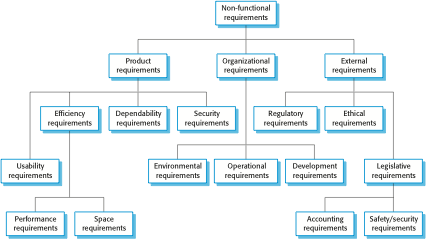 Non-functional
requirements
Product
requirements
Organizational
requirements
External
requirements
Efficiency
requirements
Dependability
requirements
Security
requirements
Regulatory
requirements
Ethical
requirements
Usability
requirements
Environmental
requirements
Operational
requirements
Development
requirements
Legislative
requirements
Performance
requirements
Space
requirements
Accounting
requirements
Safety/security
requirements